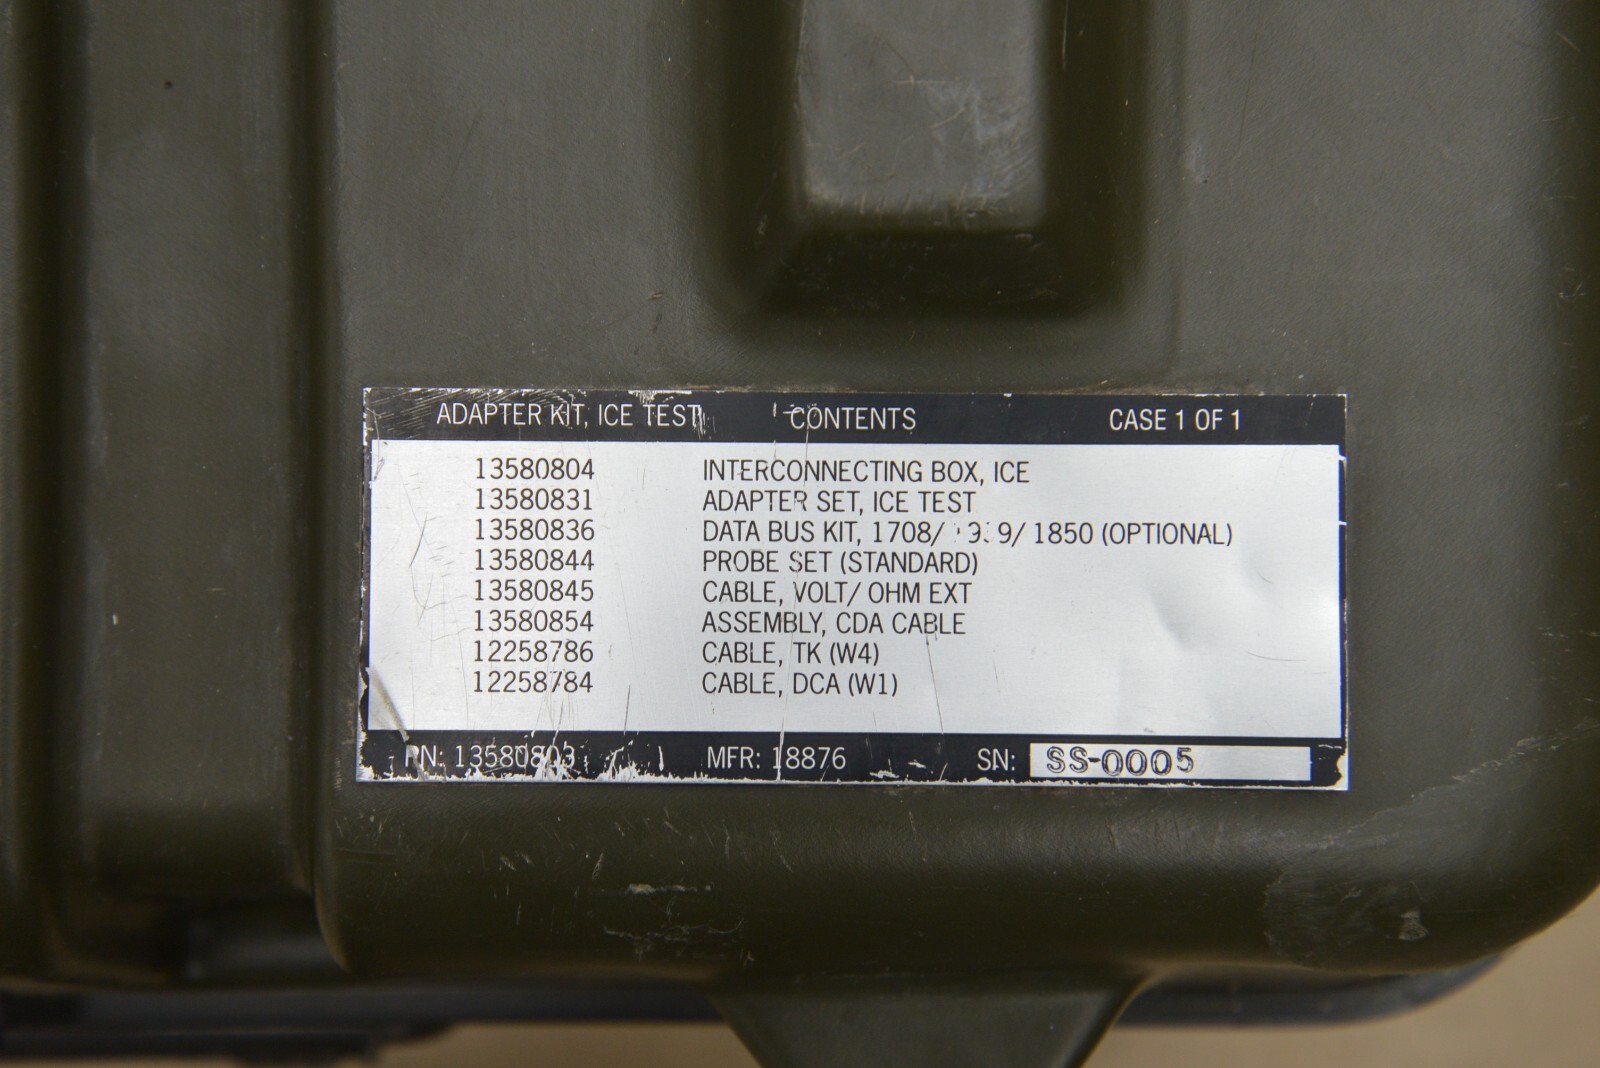 ADAPTER KIT, ICE TEST CONTENTS CASE 1 OF 1
13580804 INTERCONNECTING BOX, ICE
13580831 ADAPTER SET, ICE TEST
13580836 DATA BUS KIT, 1708/ 1939/ 1850 (OPTIONAL)
13580844 PROBE SET (STANDARD)
13580845 CABLE, VOLT/ OHM EXT
13580854 ASSEMBLY, CDA CABLE
12258786 CABLE, TK (W4)
12258784 CABLE, DCA (W1)
PN: 13580803 MFR: 18876 SN: SS-0005